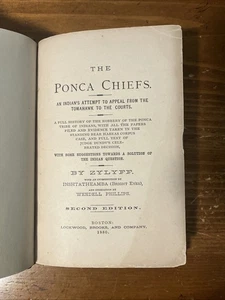 THE
PONCA CHIEFS.
AN INDIAN'S ATTEMPT TO APPEAL FROM THE
TOMAHAWK TO THE COURTS.
A FULL HISTORY OF THE ROBBERY OF THE PONCA
TRIBE OF INDIANS, WITH ALL THE PAPERS
FILED AND EVIDENCE TAKEN IN THE
STANDING BEAR HABEAS CORPUS
CASE, AND FULL TEXT OF
JUDGE DUNDY'S CELE-
BRATED DECISION,
WITH SOME SUGGESTIONS TOWARDS A SOLUTION OF
THE INDIAN QUESTION.
BY ZYLYFF.
WITH AN INTRODUCTION BY
INSHTATHEAMBA (BRIGHT EYES),
AND DEDICATION BY
WENDELL PHILLIPS.
SECOND EDITION.
BOSTON:
LOCKWOOD, BROOKS, AND COMPANY.
1880.